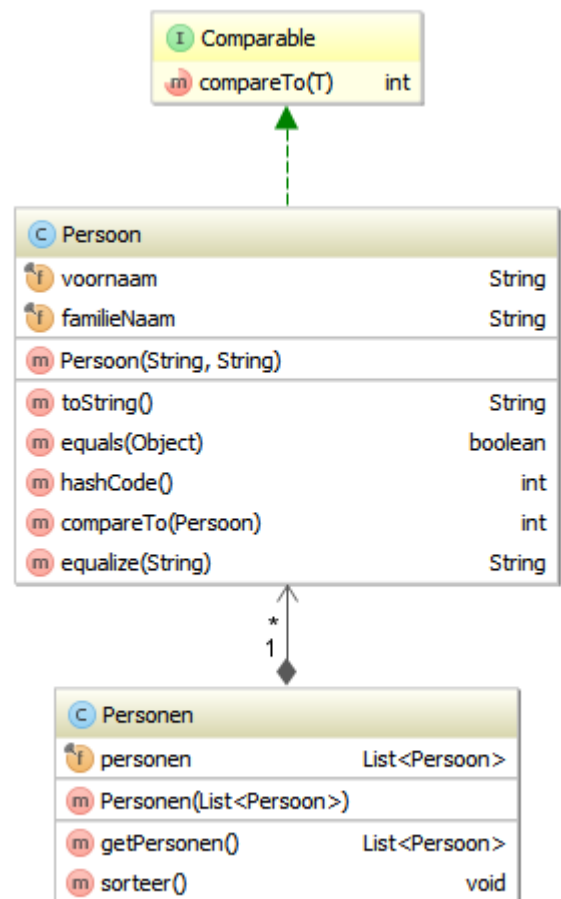 I Comparable
m compareTo(T) int
C Persoon
f voornaam String
f familieNaam String
m Persoon(String, String)
m toString() String
m equals(Object) boolean
m hashCode() int
m compareTo(Persoon) int
m equalize(String) String
*
1
C Personen
f personen List<Persoon>
m Personen(List<Persoon>)
m getPersonen() List<Persoon>
m sorteer() void